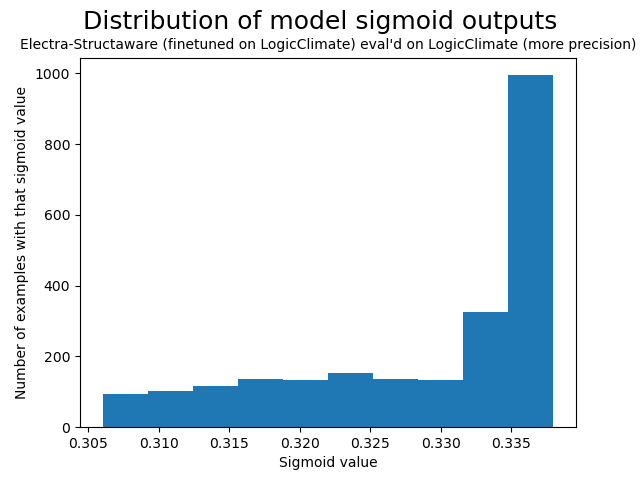 Distribution of model sigmoid outputs
Electra-Structaware (finetuned on LogicClimate) eval'd on LogicClimate (more precision)
Number of examples with that sigmoid value
1000
800
600
400
200
0
0.305 0.310 0.315 0.320 0.325 0.330 0.335
Sigmoid value